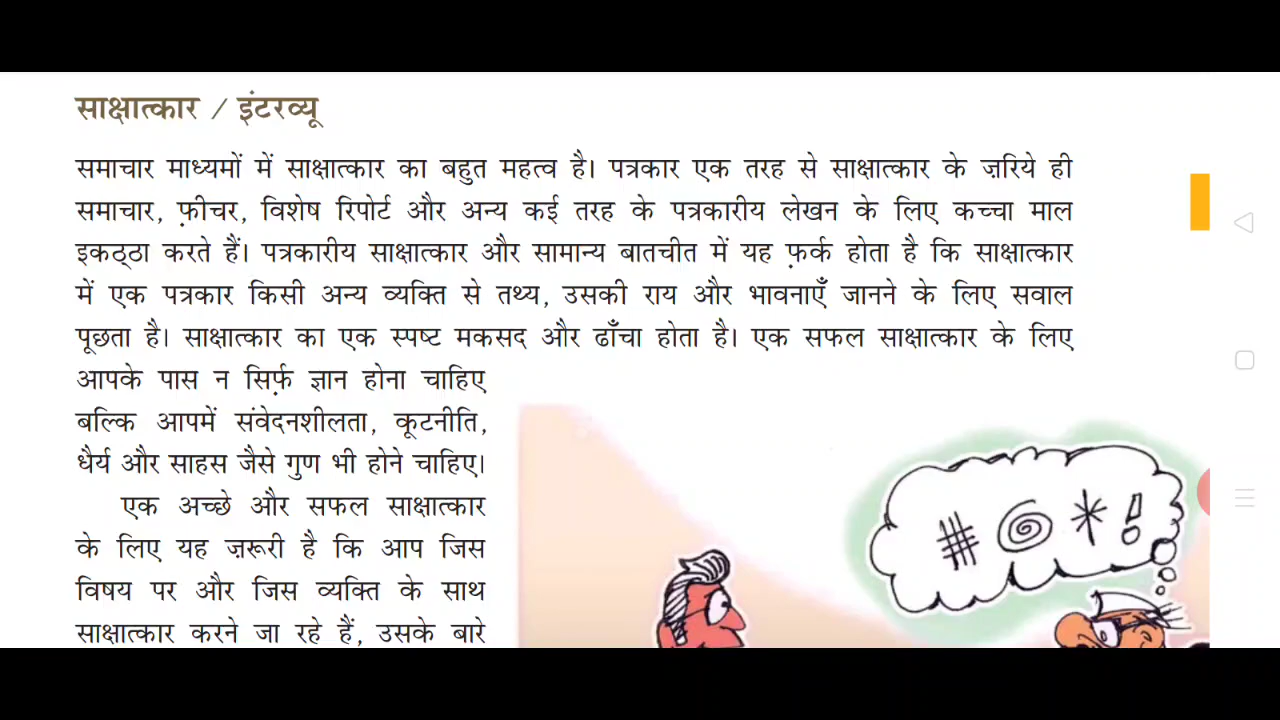 साक्षात्कार / इंटरव्यू
समाचार माध्यमों में साक्षात्कार का बहुत महत्व है। पत्रकार एक तरह से साक्षात्कार के ज़रिये ही
समाचार, फ़ीचर, विशेष रिपोर्ट और अन्य कई तरह के पत्रकारीय लेखन के लिए कच्चा माल
इकठ्ठा करते हैं। पत्रकारीय साक्षात्कार और सामान्य बातचीत में यह फ़र्क होता है कि साक्षात्कार
में एक पत्रकार किसी अन्य व्यक्ति से तथ्य, उसकी राय और भावनाएँ जानने के लिए सवाल
पूछता है। साक्षात्कार का एक स्पष्ट मकसद और ढाँचा होता है। एक सफल साक्षात्कार के लिए
आपके पास न सिर्फ़ ज्ञान होना चाहिए
बल्कि आपमें संवेदनशीलता, कूटनीति,
धैर्य और साहस जैसे गुण भी होने चाहिए।
एक अच्छे और सफल साक्षात्कार
के लिए यह ज़रूरी है कि आप जिस
विषय पर और जिस व्यक्ति के साथ
साक्षात्कार करने जा रहे हैं, उसके बारे
# @ * !